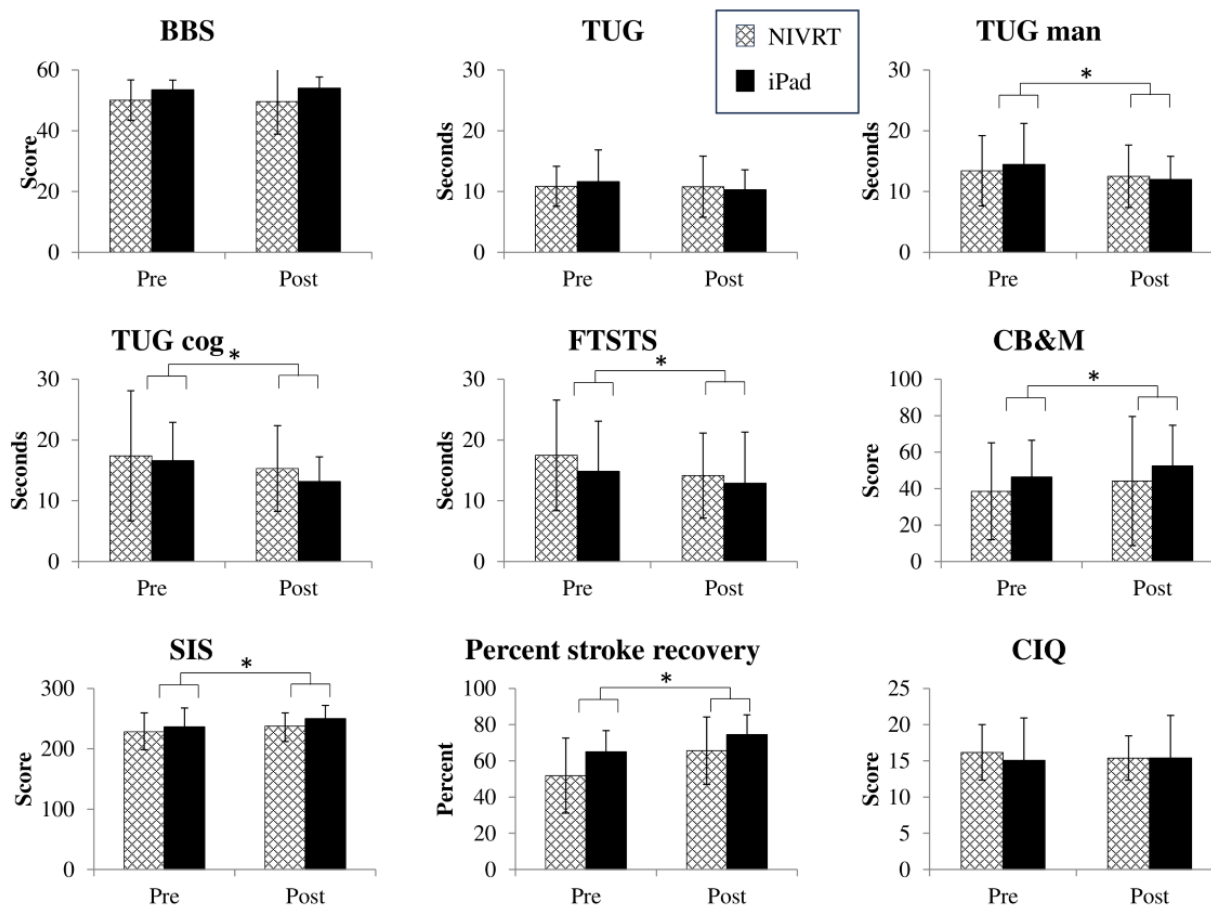 BBS
60
40
20
0
Score
Pre Post
TUG
30
20
10
0
Seconds
Pre Post
NIVRT
iPad
TUG man
30
20
10
0
Seconds
*
Pre Post
TUG cog
30
20
10
0
Seconds
*
Pre Post
FTSTS
30
20
10
0
Seconds
*
Pre Post
CB&M
100
80
60
40
20
0
Score
*
Pre Post
SIS
300
200
100
0
Score
*
Pre Post
Percent stroke recovery
100
80
60
40
20
0
Percent
*
Pre Post
CIQ
25
20
15
10
5
0
Score
Pre Post